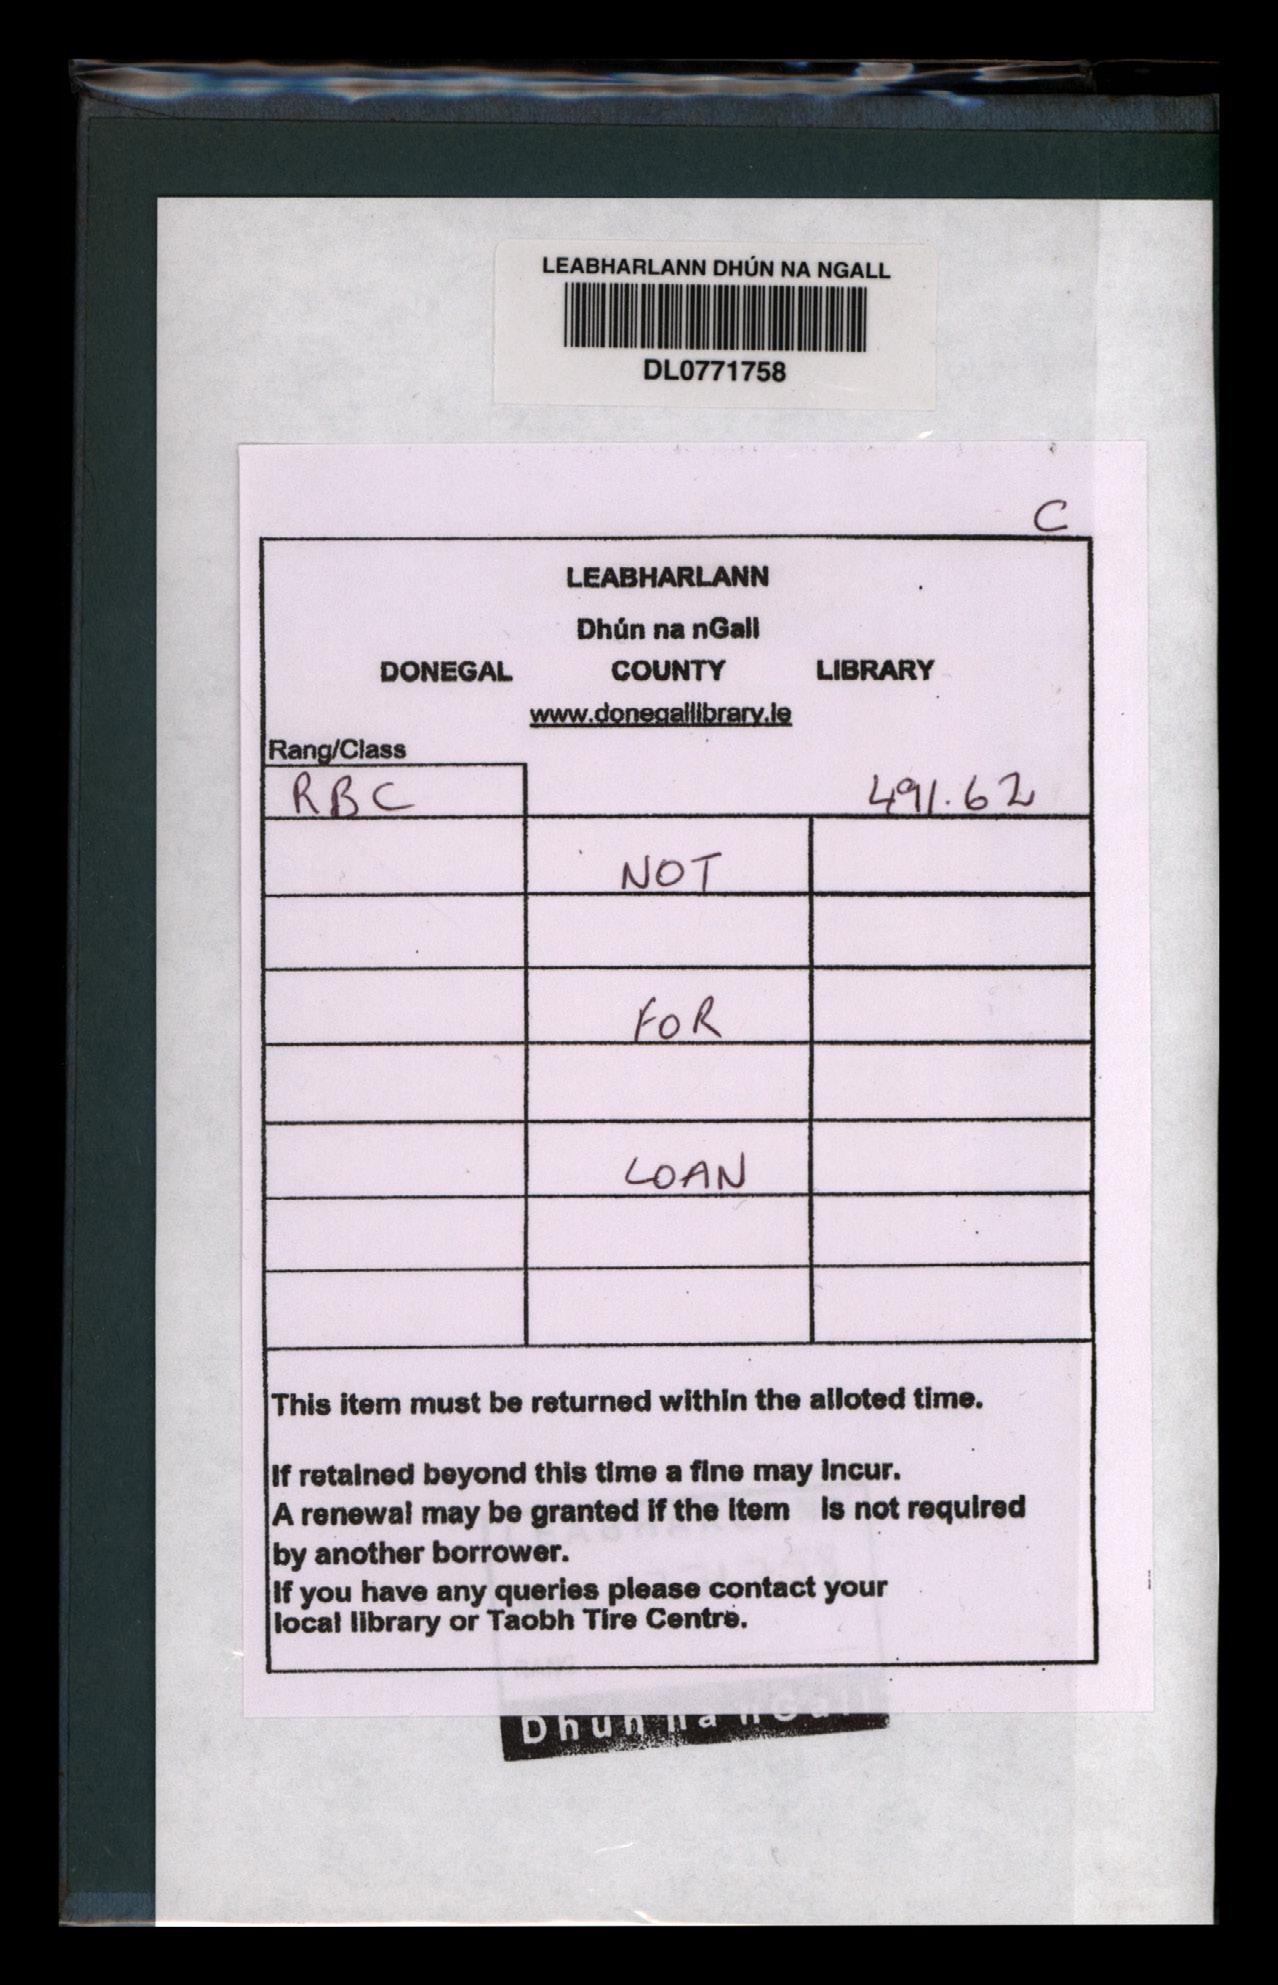 LEABHARLANN DHÚN NA NGALL
DL0771758
C
LEABHARLANN
Dhún na nGall
DONEGAL COUNTY LIBRARY
www.donegallibrary.ie
Rang/Class
RBC 491.62
NOT
FOR
LOAN
This item must be returned within the alloted time.
If retained beyond this time a fine may incur.
A renewal may be granted if the item is not required
by another borrower.
If you have any queries please contact your
local library or Taobh Tire Centre.
Dhun na nGall